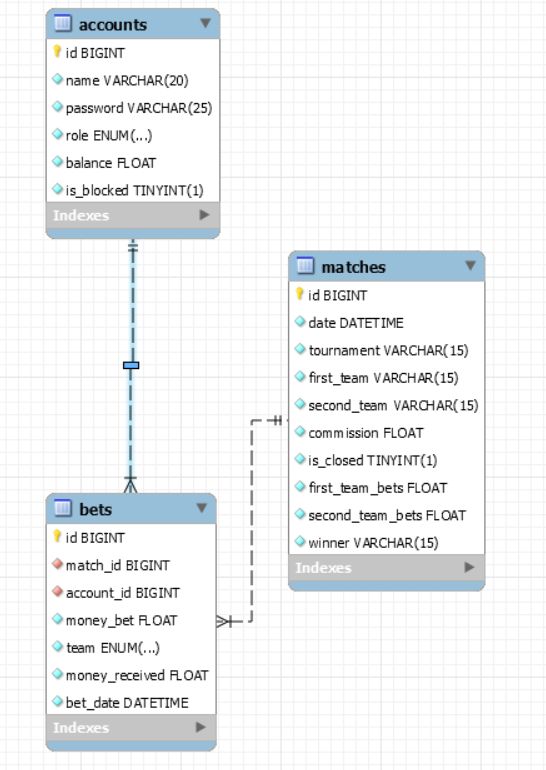 accounts
id BIGINT
name VARCHAR(20)
password VARCHAR(25)
role ENUM(...)
balance FLOAT
is_blocked TINYINT(1)
Indexes
matches
id BIGINT
date DATETIME
tournament VARCHAR(15)
first_team VARCHAR(15)
second_team VARCHAR(15)
commission FLOAT
is_closed TINYINT(1)
first_team_bets FLOAT
second_team_bets FLOAT
winner VARCHAR(15)
Indexes
bets
id BIGINT
match_id BIGINT
account_id BIGINT
money_bet FLOAT
team ENUM(...)
money_received FLOAT
bet_date DATETIME
Indexes